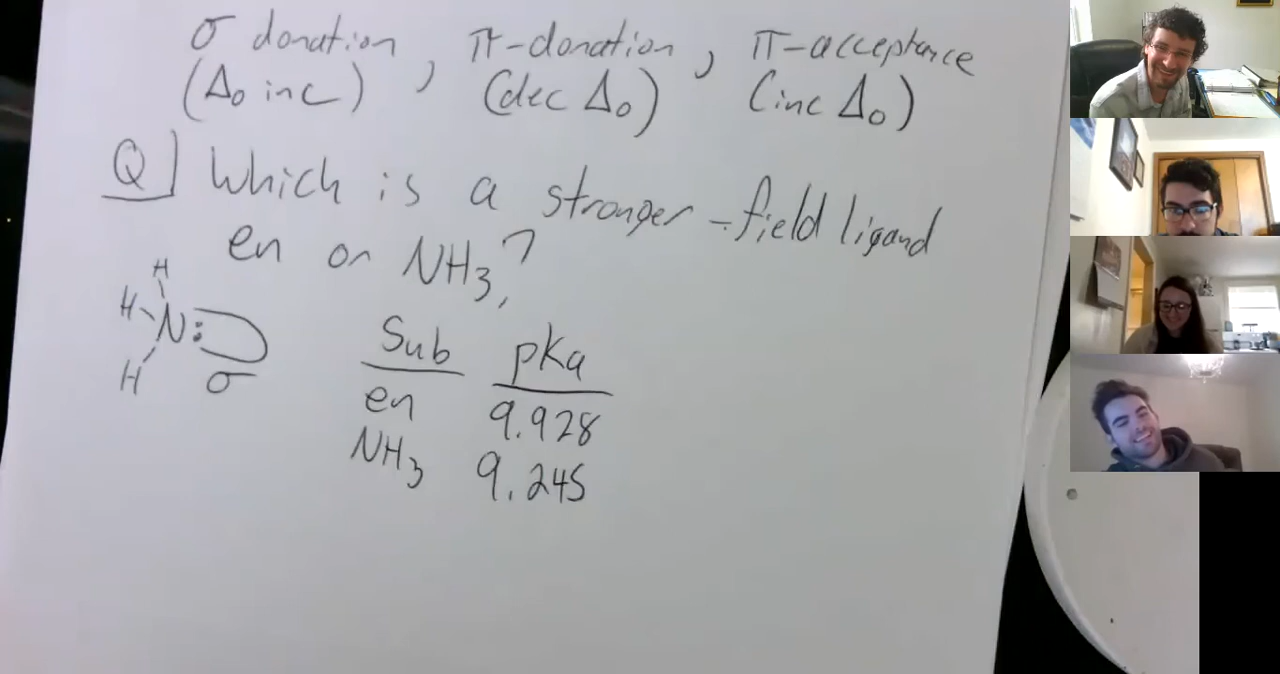 σ donation, π-donation, π-acceptance
(Δo inc) (dec Δo) (inc Δo)
Q] Which is a stronger-field ligand
en or NH3?
H
H N:
H σ
Sub pKa
en 9.928
NH3 9.245